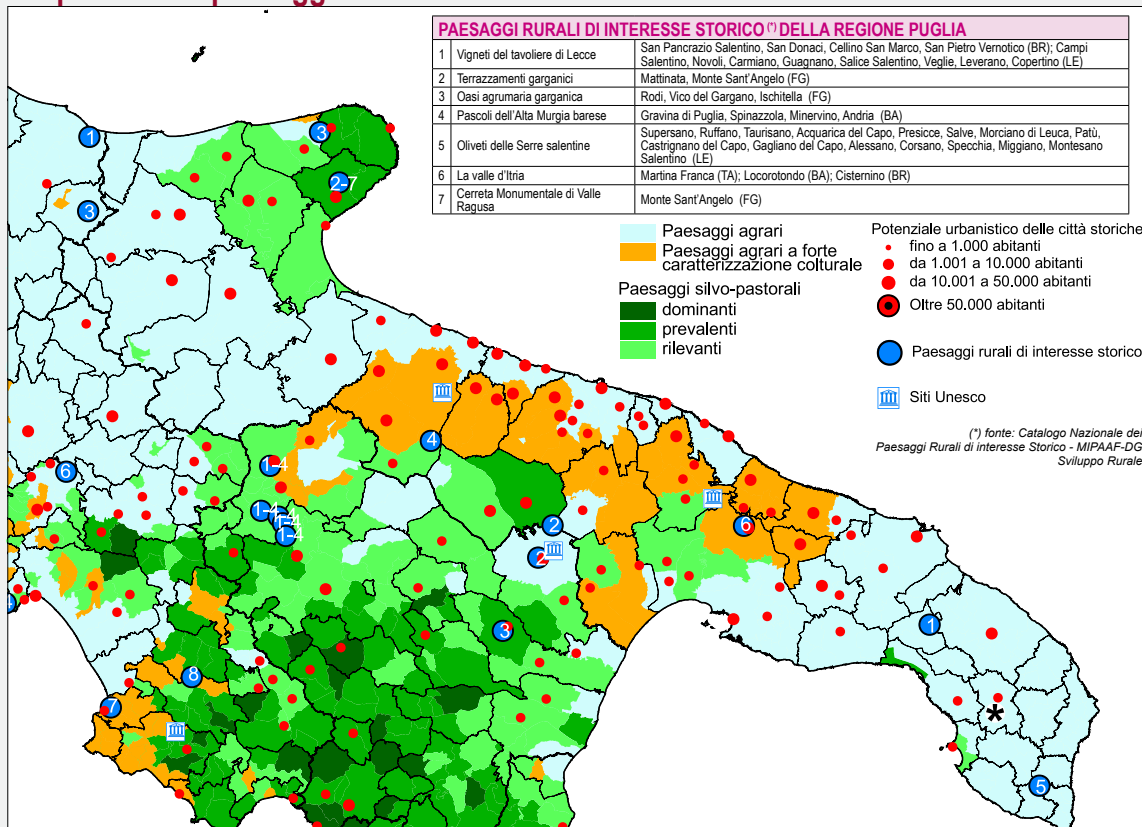 PAESAGGI RURALI DI INTERESSE STORICO (*) DELLA REGIONE PUGLIA
1 Vigneti del tavoliere di Lecce San Pancrazio Salentino, San Donaci, Cellino San Marco, San Pietro Vernotico (BR); Campi
Salentino, Novoli, Carmiano, Guagnano, Salice Salentino, Veglie, Leverano, Copertino (LE)
2 Terrazzamenti garganici Mattinata, Monte Sant'Angelo (FG)
3 Oasi agrumaria garganica Rodi, Vico del Gargano, Ischitella (FG)
4 Pascoli dell'Alta Murgia barese Gravina di Puglia, Spinazzola, Minervino, Andria (BA)
5 Oliveti delle Serre salentine Supersano, Ruffano, Taurisano, Acquarica del Capo, Presicce, Salve, Morciano di Leuca, Patù,
Castrignano del Capo, Gagliano del Capo, Alessano, Corsano, Specchia, Miggiano, Montesano
Salentino (LE)
6 La valle d'Itria Martina Franca (TA); Locorotondo (BA); Cisternino (BR)
7 Cerreta Monumentale di Valle
Ragusa Monte Sant'Angelo (FG)
Paesaggi agrari
Paesaggi agrari a forte
caratterizzazione colturale
Paesaggi silvo-pastorali
dominanti
prevalenti
rilevanti
Potenziale urbanistico delle città storiche
fino a 1.000 abitanti
da 1.001 a 10.000 abitanti
da 10.001 a 50.000 abitanti
Oltre 50.000 abitanti
Paesaggi rurali di interesse storico
Siti Unesco
(*) fonte: Catalogo Nazionale dei
Paesaggi Rurali di interesse Storico - MIPAAF-DG
Sviluppo Rurale
1
3
2-7
3
4
6
1-4
1-4
1-4
1-4
2
6
2
3
1
8
7
5
*